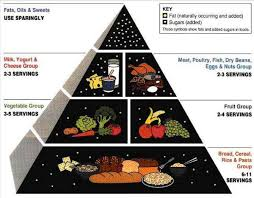 Fats, Oils & Sweets
USE SPARINGLY
KEY
Fat (naturally occurring and added)
Sugars (added)
These symbols show fats and added sugars in foods.
Milk, Yogurt &
Cheese Group
2-3 SERVINGS
Meat, Poultry, Fish, Dry Beans,
Eggs & Nuts Group
2-3 SERVINGS
Vegetable Group
3-5 SERVINGS
Fruit Group
2-4 SERVINGS
Bread, Cereal,
Rice & Pasta
Group
6-11
SERVINGS